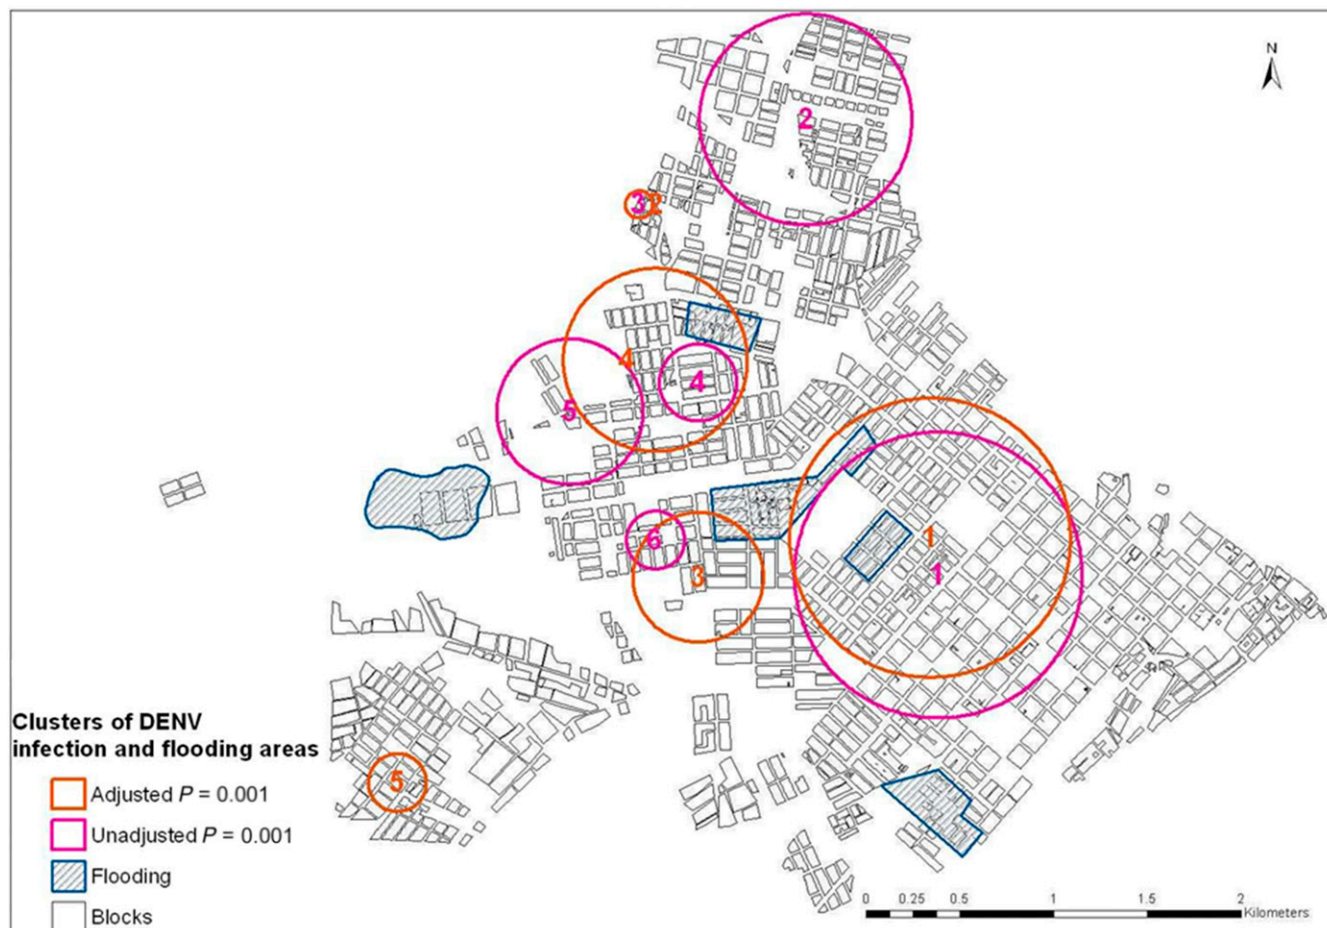 N
2
3
2
4
4
5
1
1
6
3
5
Clusters of DENV
infection and flooding areas
Adjusted P = 0.001
Unadjusted P = 0.001
Flooding
Blocks
0 0.25 0.5 1 1.5 2
Kilometers